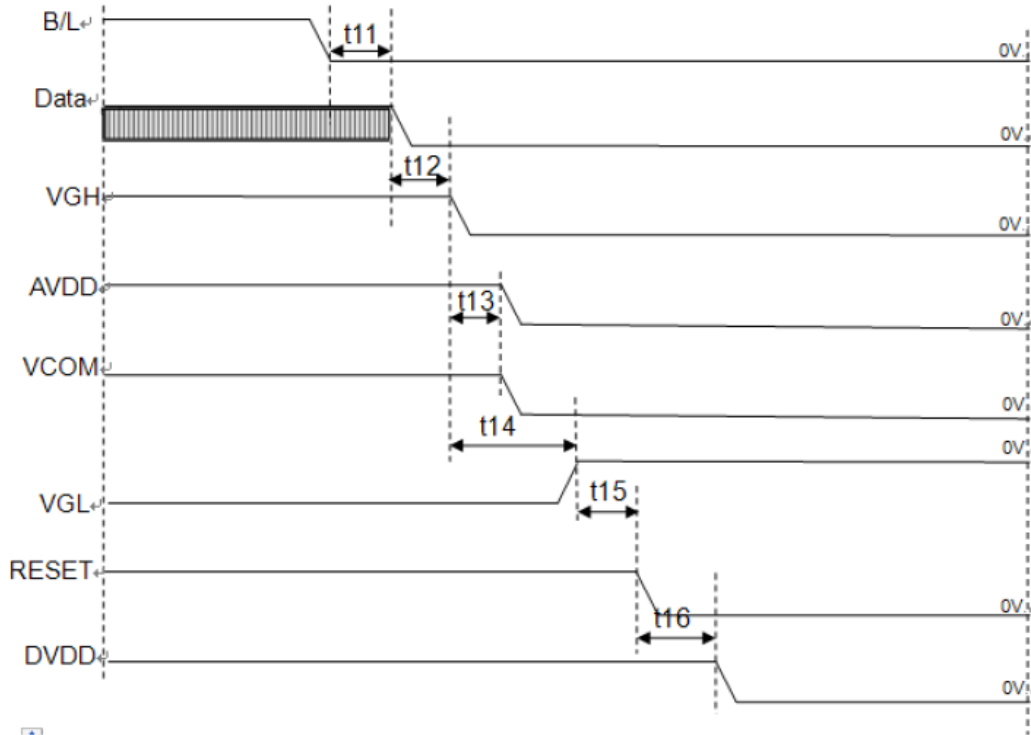 B/L↵
t11
0V.
Data↵
0V.
t12
VGH↵
0V.
AVDD↵
t13
0V.
VCOM↵
0V.
t14
0V.
VGL↵
t15
RESET↵
0V.
t16
DVDD↵
0V.